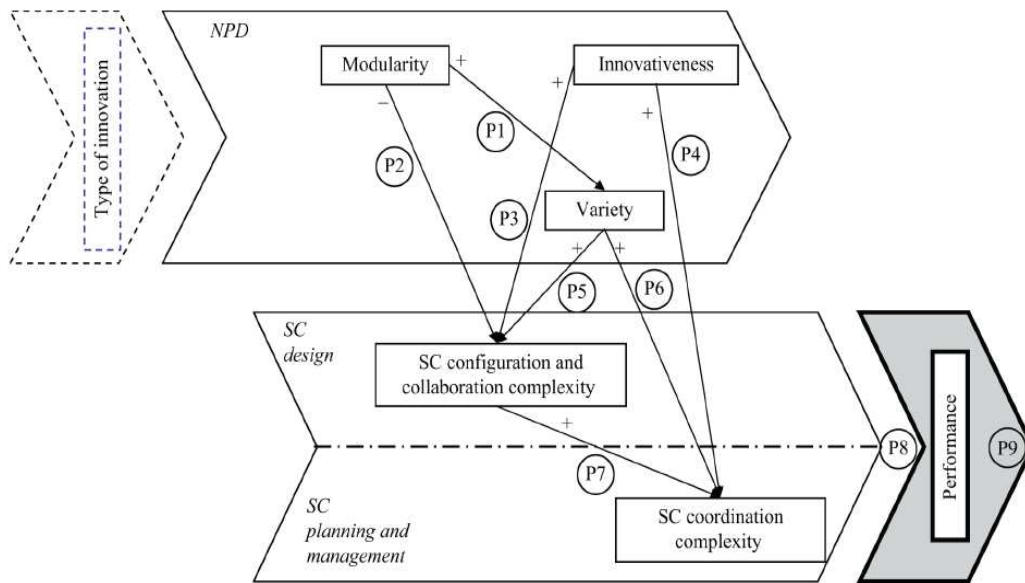 NPD
Type of innovation
Modularity
+
−
Innovativeness
+
+
P1
P2
P3
P4
Variety
+
+
P5
P6
SC
design
SC configuration and
collaboration complexity
+
P7
SC
planning and
management
SC coordination
complexity
P8
Performance
P9